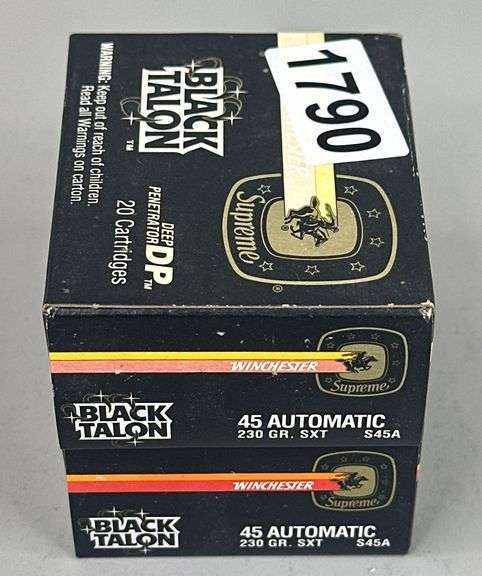 1790
BLACK
TALON™
WARNING: Keep out of reach of children.
Read all Warnings on carton.
DEEP
PENETRATOR DP™
20 Cartridges
Supreme®
WINCHESTER
Supreme
BLACK
TALON
45 AUTOMATIC
230 GR. SXT S45A
WINCHESTER
Supreme
BLACK
TALON
45 AUTOMATIC
230 GR. SXT S45A